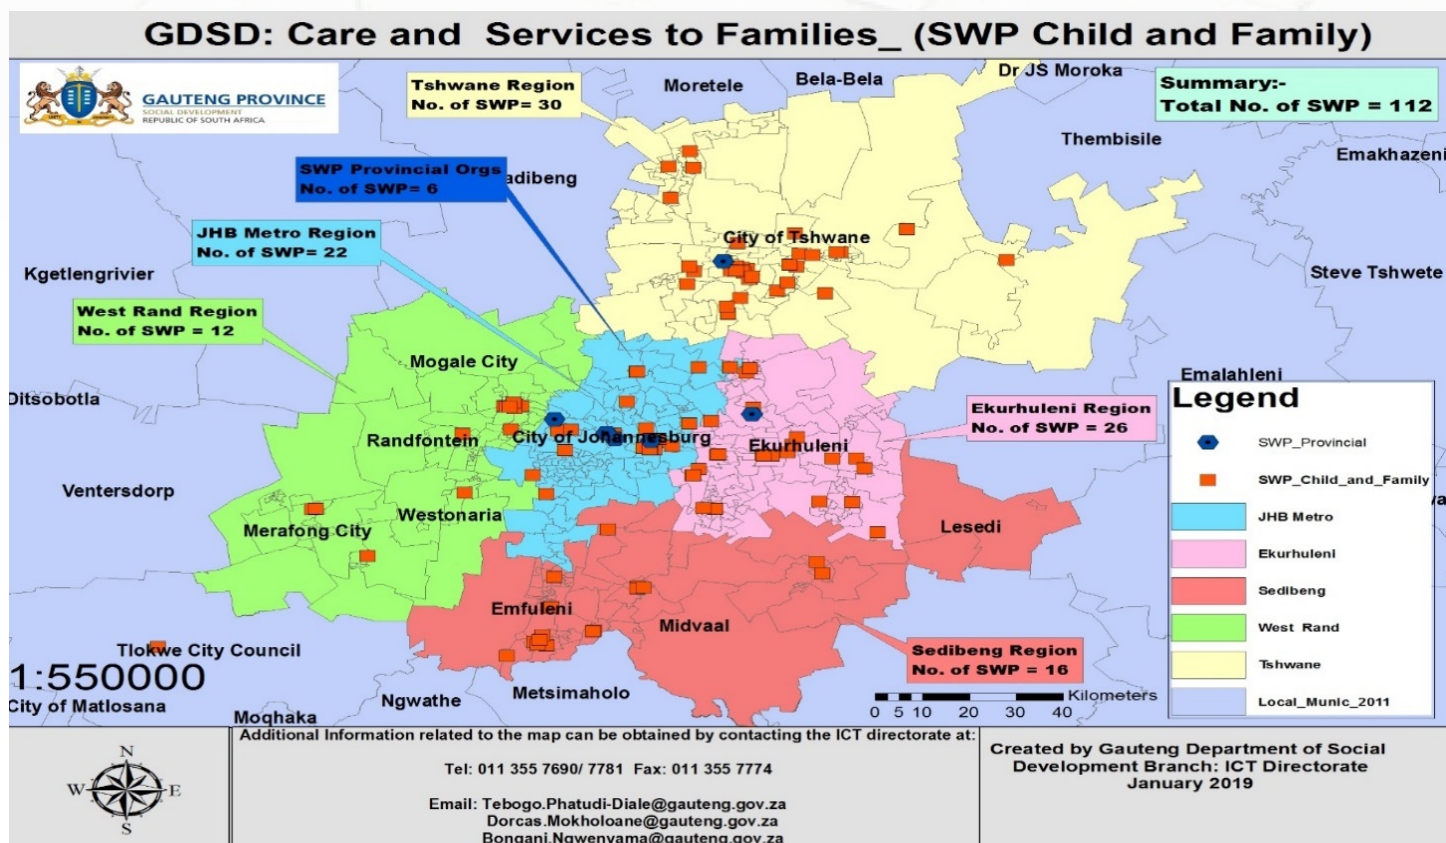 GDSD: Care and Services to Families_ (SWP Child and Family)
GAUTENG PROVINCE
SOCIAL DEVELOPMENT
REPUBLIC OF SOUTH AFRICA
Tshwane Region
No. of SWP= 30
Moretele
Bela-Bela
Dr JS Moroka
Summary:-
Total No. of SWP = 112
Thembisile
Emakhazeni
SWP Provincial Orgs
No. of SWP= 6
adibeng
JHB Metro Region
No. of SWP= 22
City of Tshwane
Kgetlengrivier
Steve Tshwete
West Rand Region
No. of SWP = 12
Mogale City
Emalahleni
Ditsobotla
Ekurhuleni Region
No. of SWP = 26
Randfontein
City of Johannesburg
Ekurhuleni
Ventersdorp
Westonaria
Merafong City
Lesedi
Emfuleni
Midvaal
Sedibeng Region
No. of SWP = 16
Tlokwe City Council
1:550000
City of Matlosana
Ngwathe
Metsimaholo
Moqhaka
Kilometers
0 5 10 20 30 40
Legend
SWP_Provincial
SWP_Child_and_Family
JHB Metro
Ekurhuleni
Sedibeng
West Rand
Tshwane
Local_Munic_2011
N
W E
S
Additional Information related to the map can be obtained by contacting the ICT directorate at:
Tel: 011 355 7690/ 7781 Fax: 011 355 7774
Email: Tebogo.Phatudi-Diale@gauteng.gov.za
Dorcas.Mokholoane@gauteng.gov.za
Bongani.Ngwenyama@gauteng.gov.za
Created by Gauteng Department of Social
Development Branch: ICT Directorate
January 2019